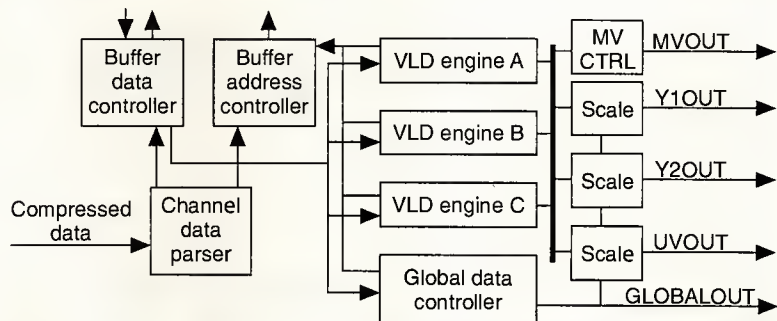 Buffer
data
controller
Buffer
address
controller
VLD engine A
VLD engine B
VLD engine C
Global data
controller
Compressed
data
Channel
data
parser
MV
CTRL
Scale
Scale
Scale
MVOUT
Y1OUT
Y2OUT
UVOUT
GLOBALOUT